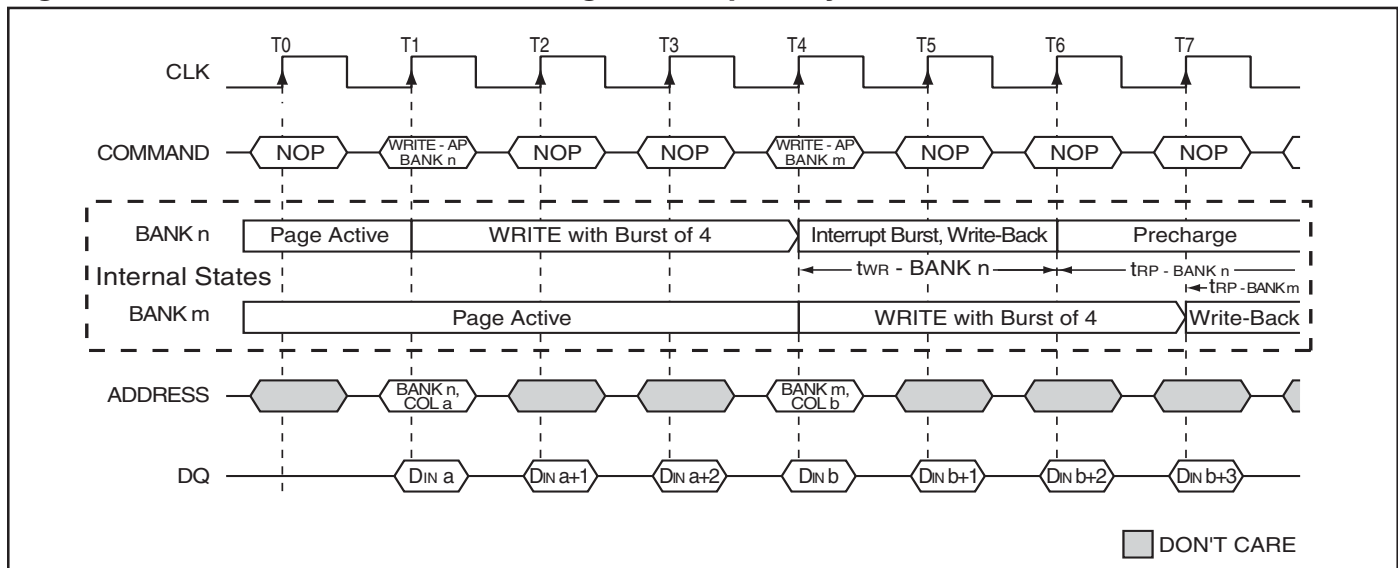 T0 T1 T2 T3 T4 T5 T6 T7
CLK
COMMAND NOP WRITE - AP BANK n NOP NOP WRITE - AP BANK m NOP NOP NOP
BANK n Page Active WRITE with Burst of 4 Interrupt Burst, Write-Back Precharge
Internal States tWR - BANK n tRP - BANK n
tRP - BANK m
BANK m Page Active WRITE with Burst of 4 Write-Back
ADDRESS BANK n, COL a BANK m, COL b
DQ DIN a DIN a+1 DIN a+2 DIN b DIN b+1 DIN b+2 DIN b+3
DON'T CARE